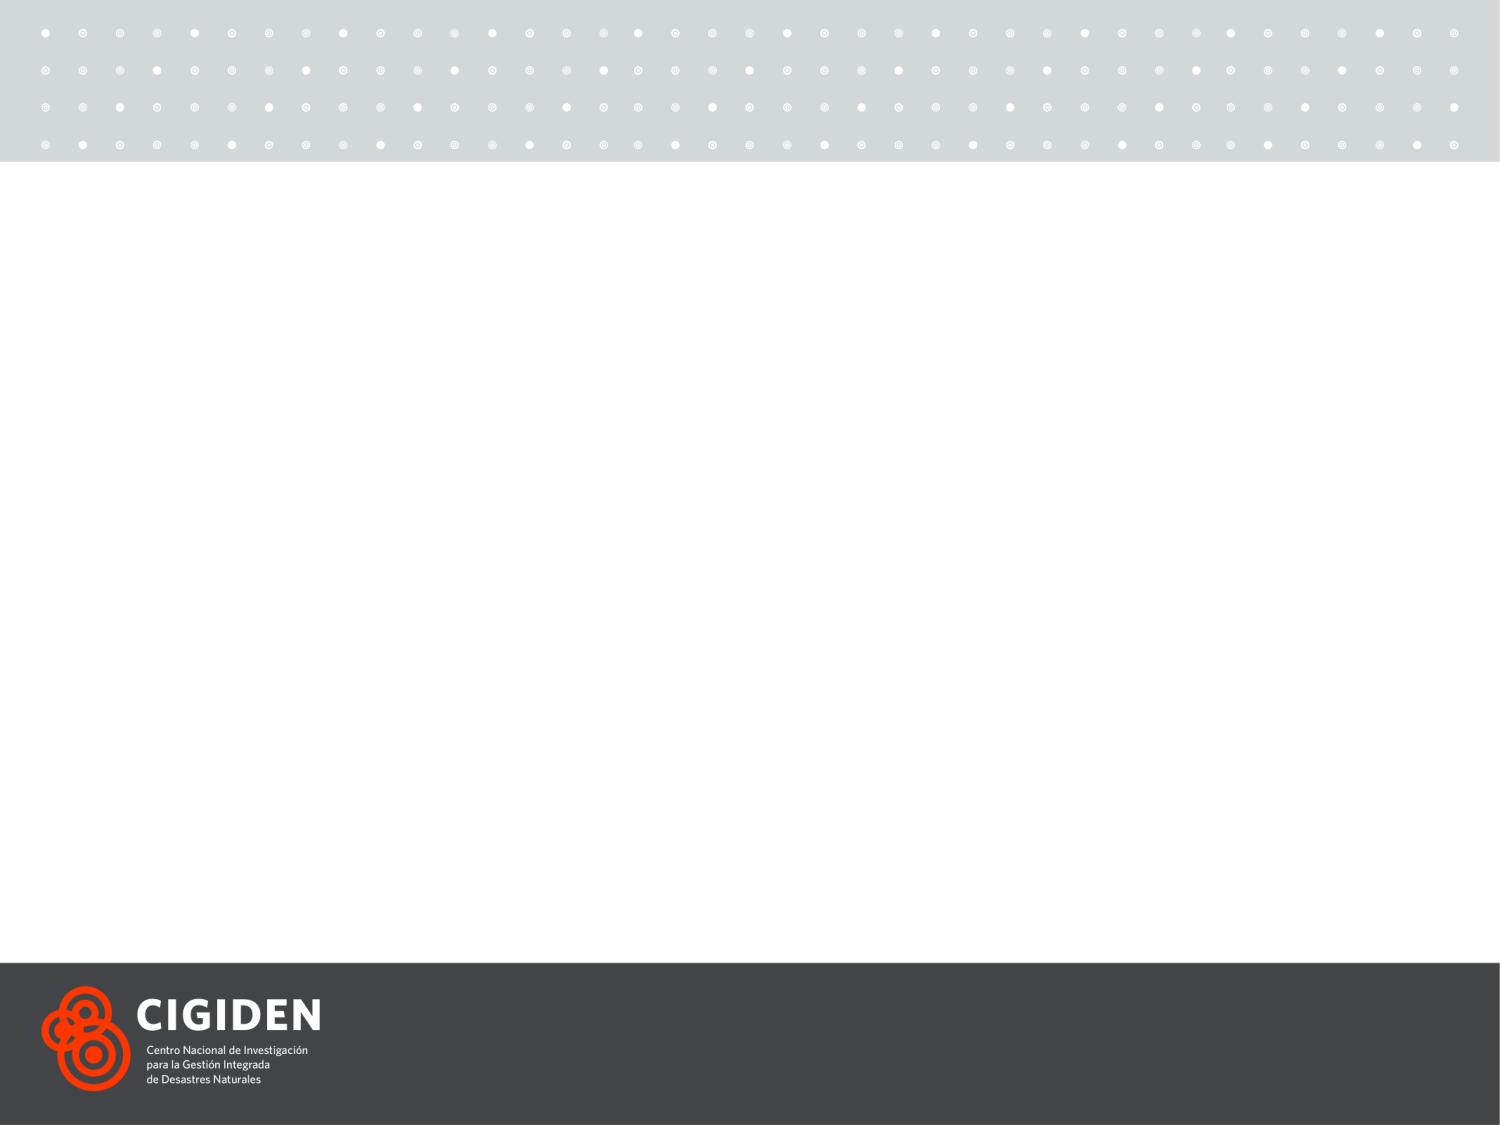 CIGIDEN
Centro Nacional de Investigación
para la Gestión Integrada
de Desastres Naturales